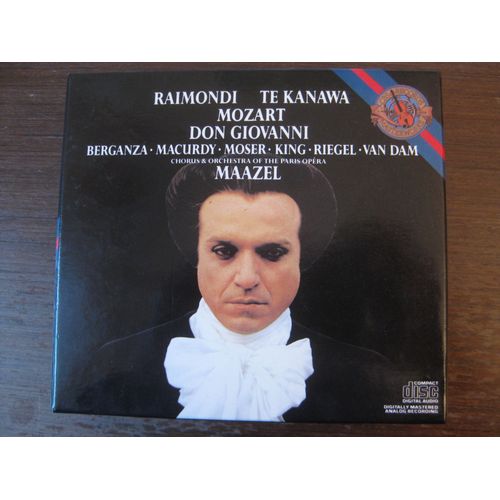 RAIMONDI TE KANAWA
MOZART
DON GIOVANNI
BERGANZA · MACURDY · MOSER · KING · RIEGEL · VAN DAM
CHORUS & ORCHESTRA OF THE PARIS OPÉRA
MAAZEL
COMPACT
disc
DIGITAL AUDIO
DIGITALLY MASTERED
ANALOG RECORDING